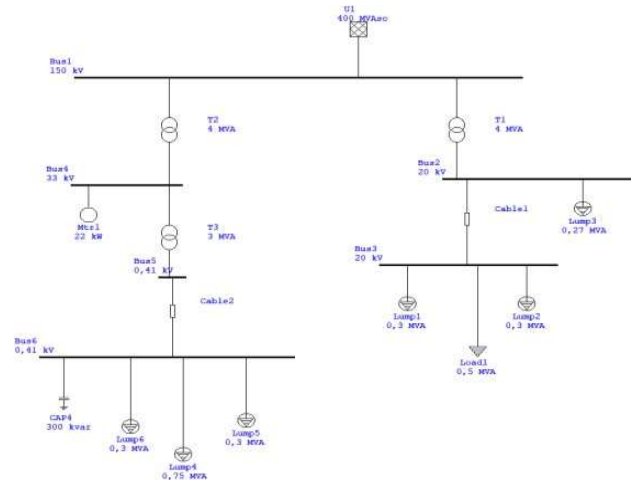 U1
400 MVAsc
Bus1
150 kV
T2
4 MVA
T1
4 MVA
Bus4
33 kV
Bus2
20 kV
Mtr1
22 kW
T3
3 MVA
Cable1
Lump3
0,27 MVA
Bus5
0,41 kV
Bus3
20 kV
Cable2
Lump1
0,3 MVA
Lump2
0,3 MVA
Bus6
0,41 kV
Load1
0,5 MVA
CAP4
300 kvar
Lump6
0,3 MVA
Lump5
0,3 MVA
Lump4
0,75 MVA